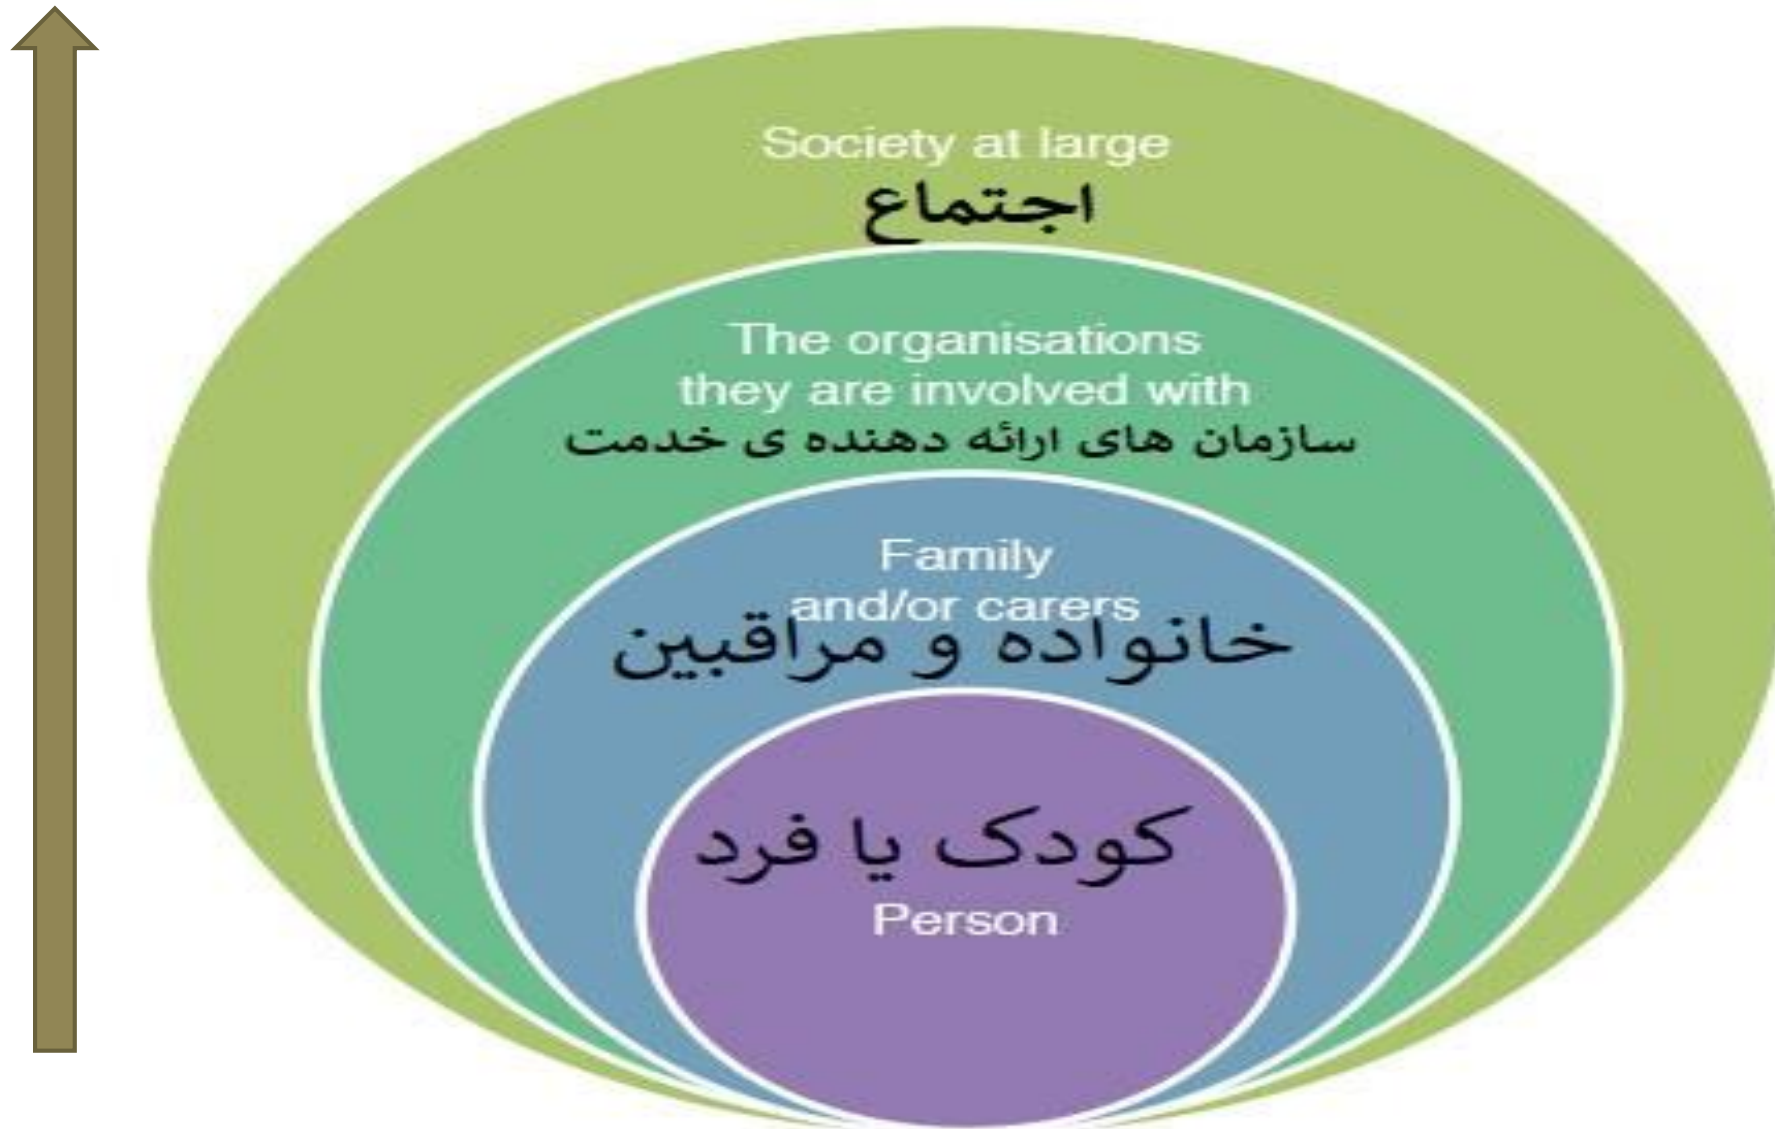 Society at large
اجتماع
The organisations
they are involved with
سازمان های ارائه دهنده ی خدمت
Family
and/or carers
خانواده و مراقبین
کودک یا فرد
Person